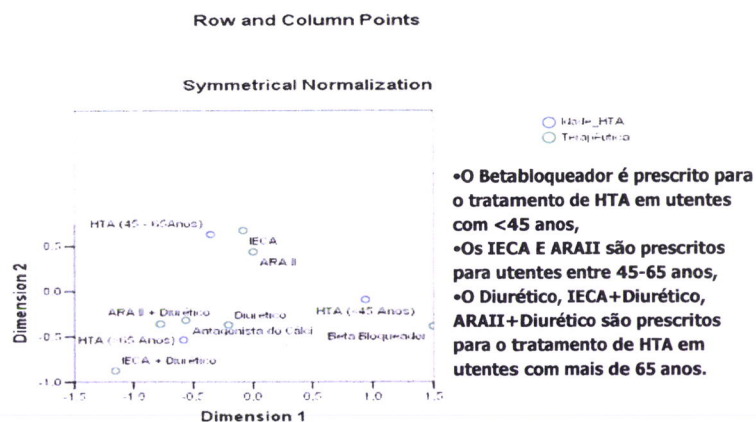 Row and Column Points
Symmetrical Normalization
Idade_HTA
Terapêutica
•O Betabloqueador é prescrito para
o tratamento de HTA em utentes
com <45 anos,
•Os IECA E ARAII são prescritos
para utentes entre 45-65 anos,
•O Diurético, IECA+Diurético,
ARAII+Diurético são prescritos
para o tratamento de HTA em
utentes com mais de 65 anos.
Dimension 2
0.5
0.0
-0.5
-1.0
HTA (45 - 65Anos)
IECA
ARA II
ARA II + Diurético
Diurético
HTA (<45 Anos)
Antagonista do Calci
Beta Bloqueador
HTA (>65 Anos)
IECA + Diurético
-1.5
-1.0
-0.5
0.0
0.5
1.0
1.5
Dimension 1